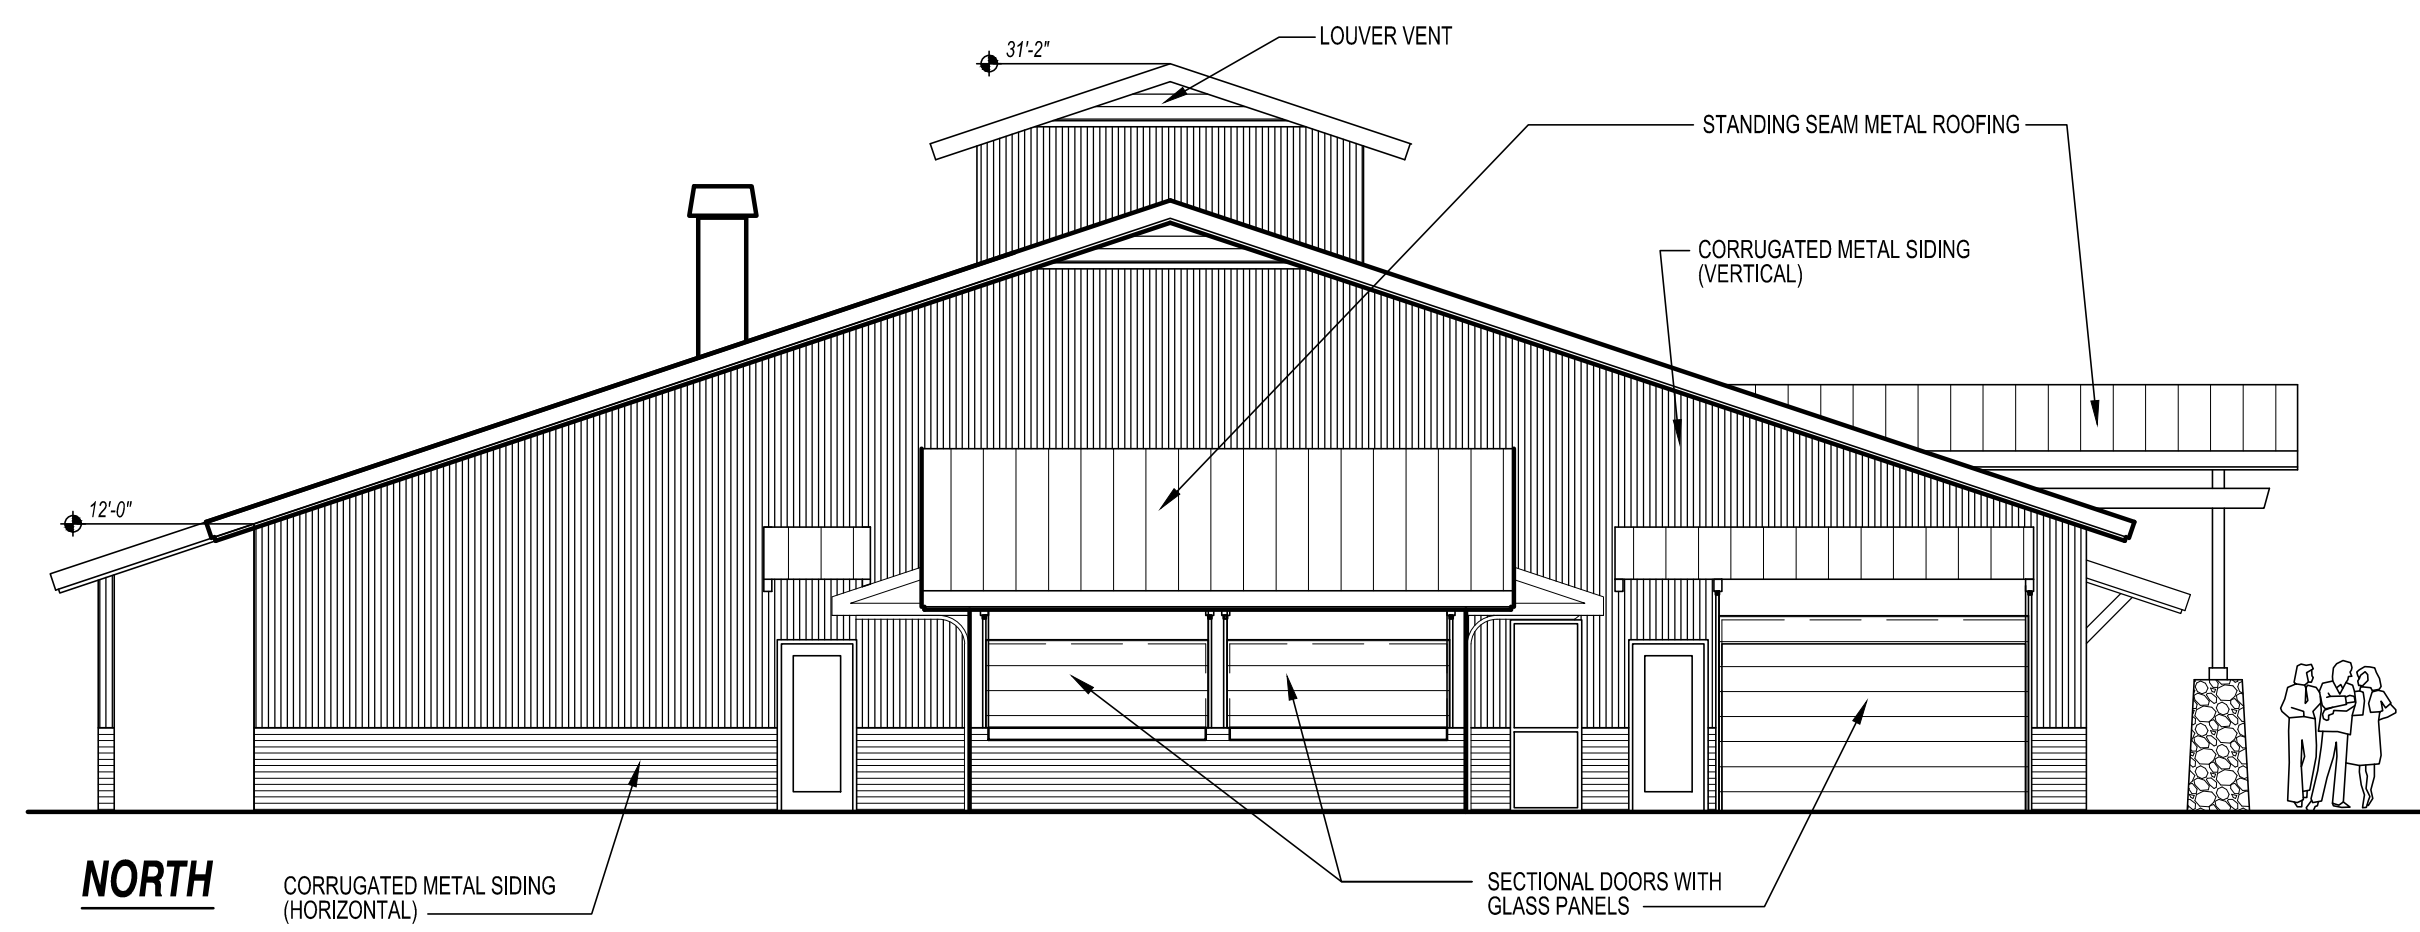 LOUVER VENT
31'-2"
STANDING SEAM METAL ROOFING
CORRUGATED METAL SIDING
(VERTICAL)
12'-0"
NORTH
CORRUGATED METAL SIDING
(HORIZONTAL)
SECTIONAL DOORS WITH
GLASS PANELS